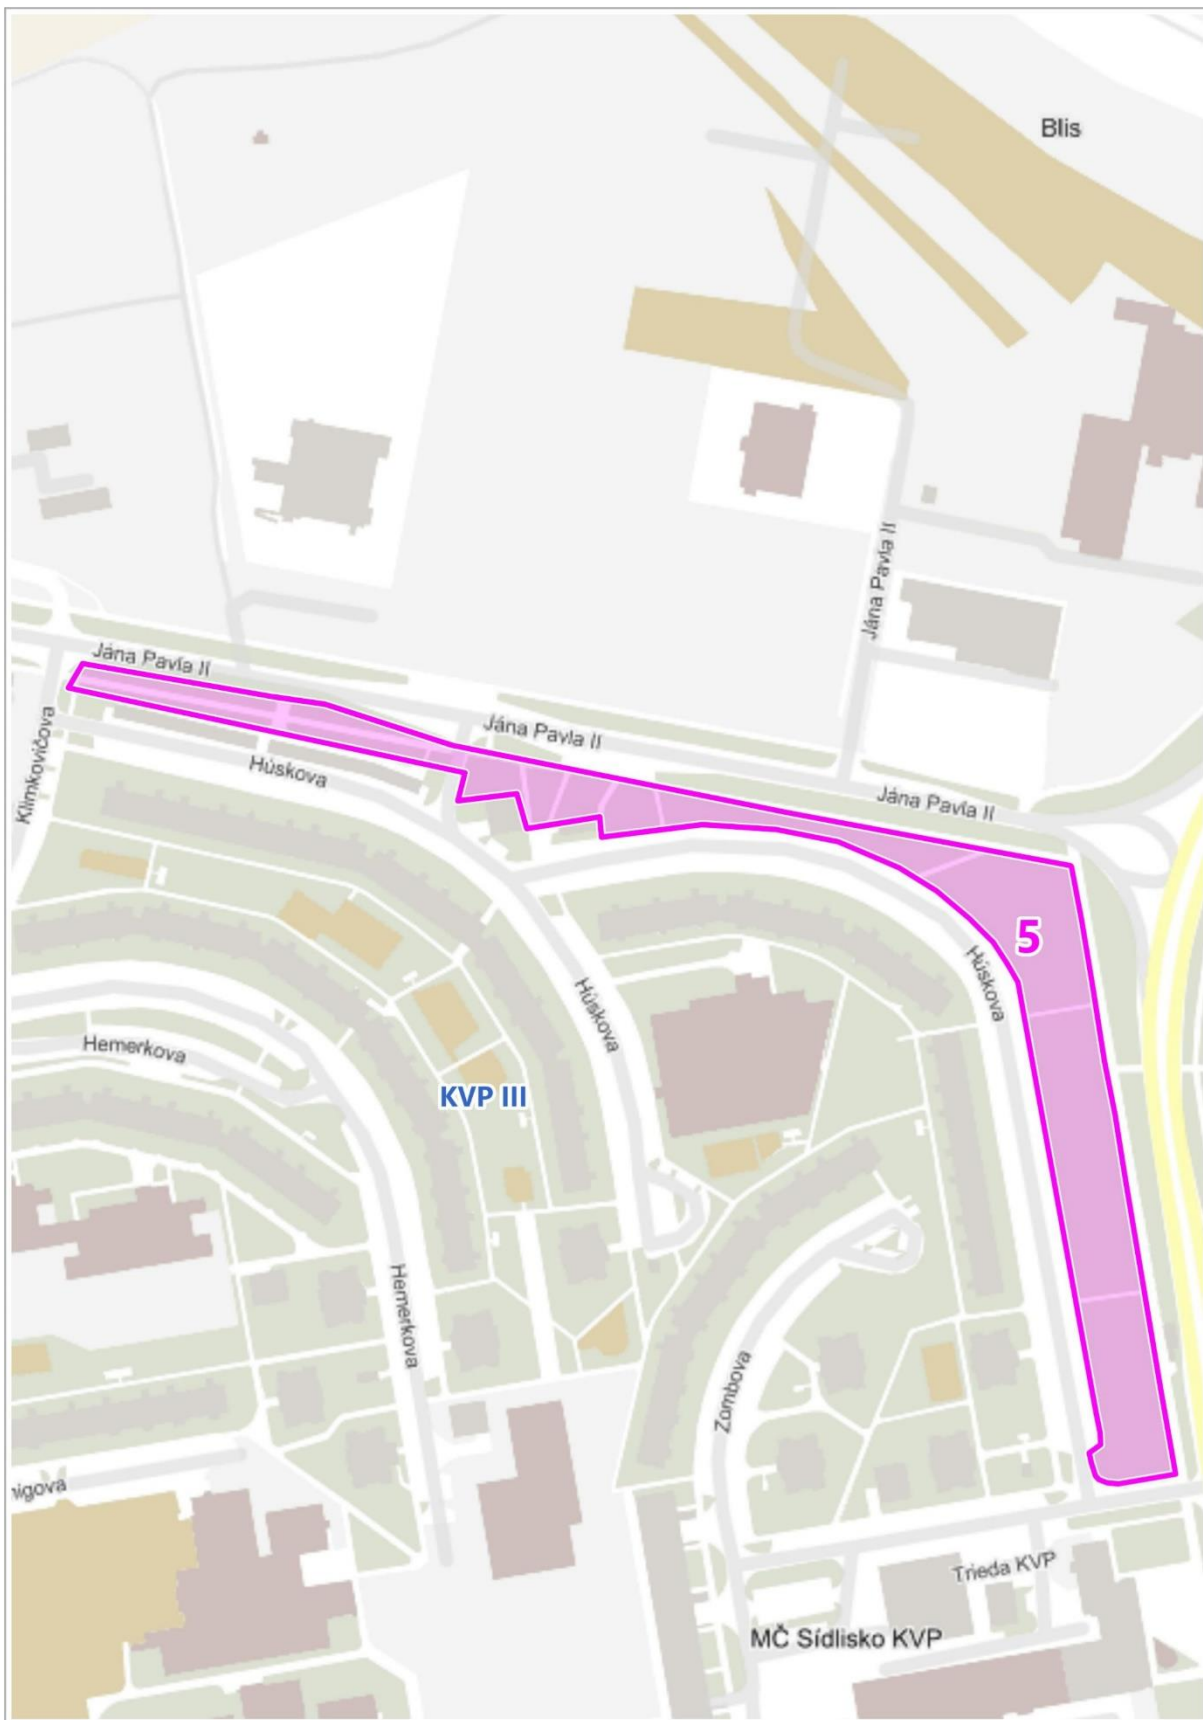 Blis
Jána Pavla II
Jána Pavla II
Jána Pavla II
Jána Pavla II
Klimkovičova
Húskova
5
Húskova
Húskova
Hemerkova
KVP III
Hemerkova
Zombova
nigova
Trieda KVP
MČ Sídlisko KVP